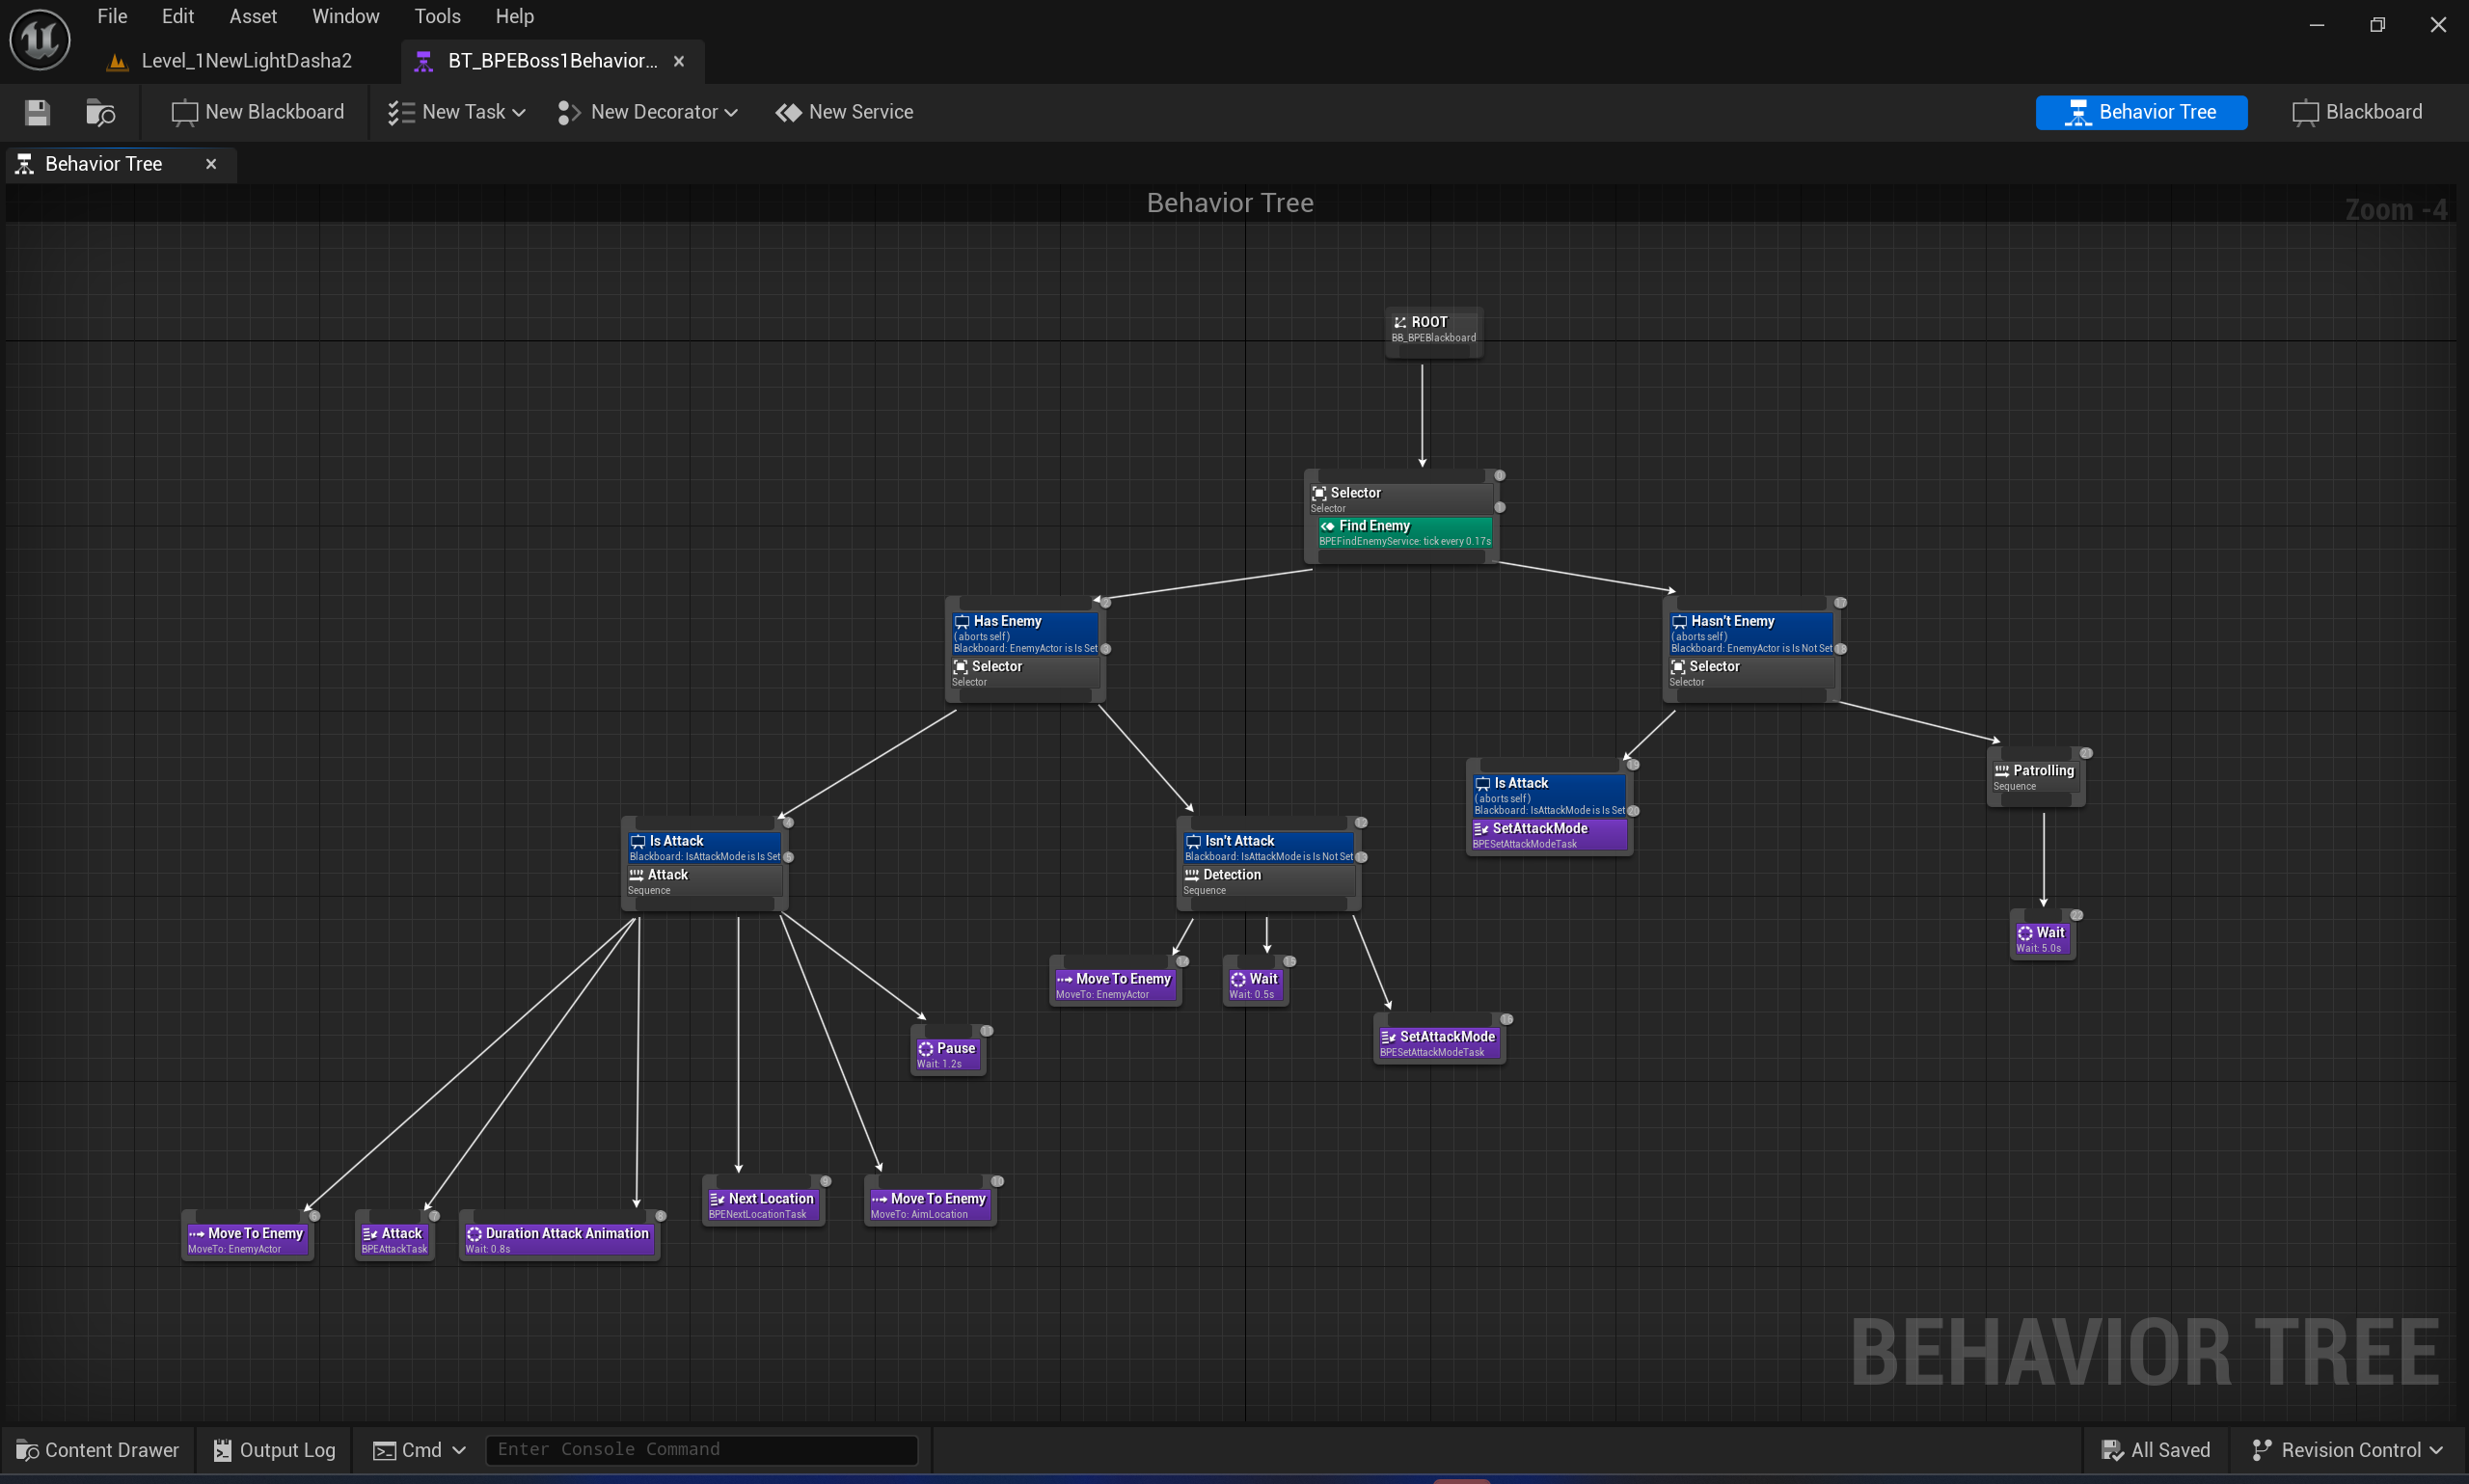 File Edit Asset Window Tools Help
Level_1NewLightDasha2
BT_BPEBoss1Behavior...
New Blackboard
New Task
New Decorator
New Service
Behavior Tree
Blackboard
Behavior Tree
Behavior Tree
Zoom -4
ROOT
BB_BPEBlackboard
Selector
Selector
Find Enemy
BPEFindEnemyService: tick every 0.17s
Has Enemy
(aborts self)
Blackboard: EnemyActor is Is Set
Selector
Selector
Hasn't Enemy
(aborts self)
Blackboard: EnemyActor is Is Not Set
Selector
Selector
Is Attack
(aborts self)
Blackboard: IsAttackMode is Is Set
SetAttackMode
BPESetAttackModeTask
Patrolling
Sequence
Is Attack
Blackboard: IsAttackMode is Is Set
Attack
Sequence
Isn't Attack
Blackboard: IsAttackMode is Is Not Set
Detection
Sequence
Wait
Wait: 5.0s
Move To Enemy
MoveTo: EnemyActor
Wait
Wait: 0.5s
SetAttackMode
BPESetAttackModeTask
Pause
Wait: 1.2s
Move To Enemy
MoveTo: EnemyActor
Attack
BPEAttackTask
Duration Attack Animation
Wait: 0.8s
Next Location
BPENextLocationTask
Move To Enemy
MoveTo: AimLocation
BEHAVIOR TREE
Content Drawer
Output Log
Cmd
Enter Console Command
All Saved
Revision Control